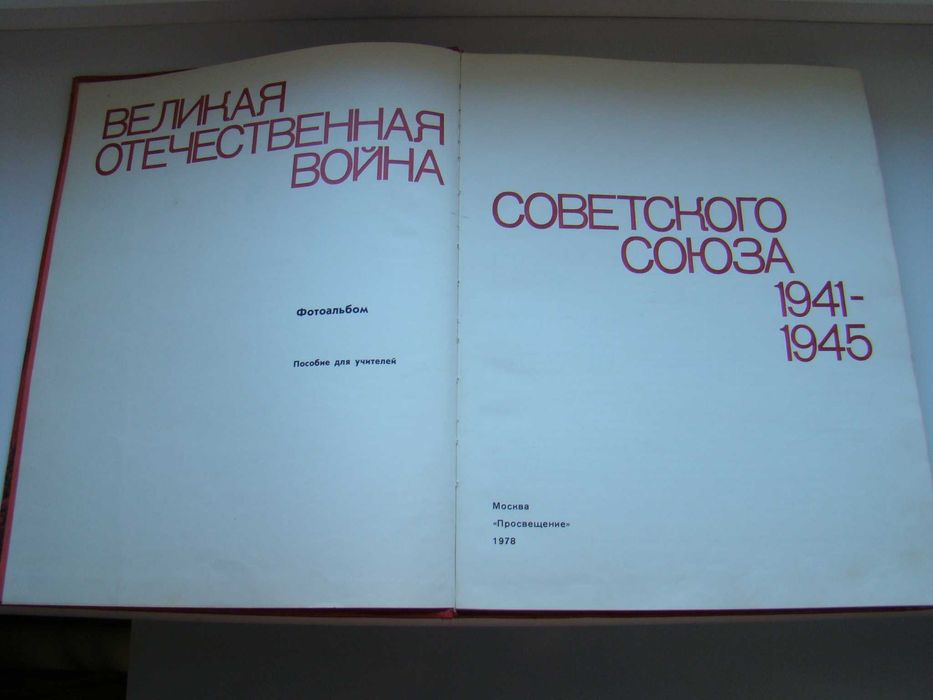 ВЕЛИКАЯ
ОТЕЧЕСТВЕННАЯ
ВОЙНА
Фотоальбом
Пособие для учителей
СОВЕТСКОГО
СОЮЗА
1941-
1945
Москва
«Просвещение»
1978